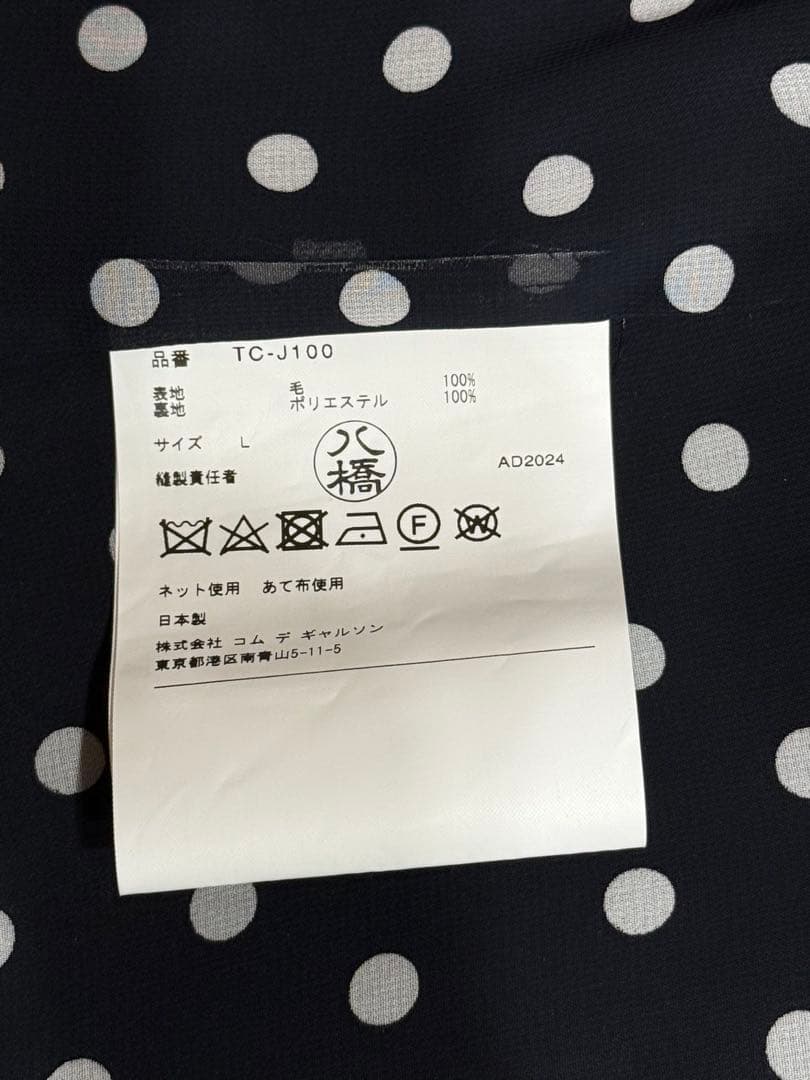 品番 TC-J100
表地 毛 100%
裏地 ポリエステル 100%
サイズ L
八橋
縫製責任者 AD2024
F W
ネット使用 あて布使用
日本製
株式会社 コム デ ギャルソン
東京都港区南青山5-11-5